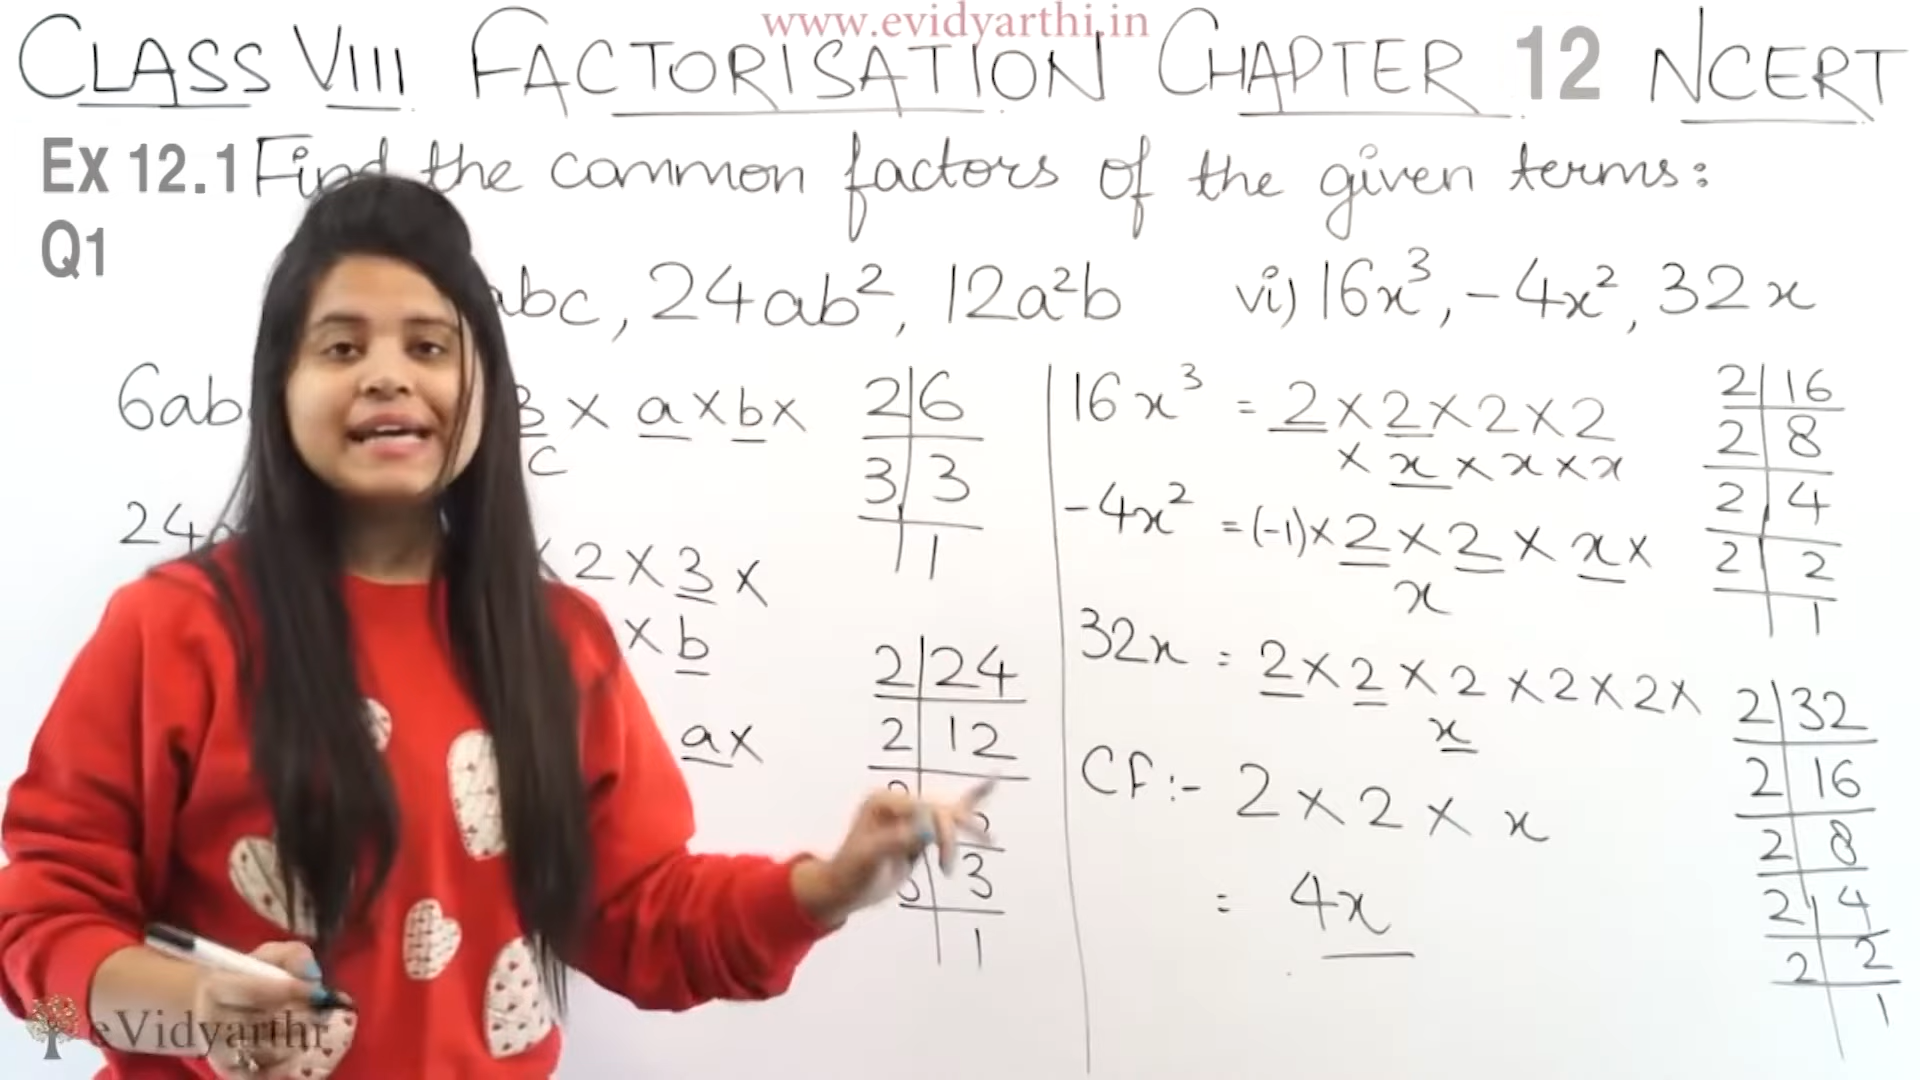 www.evidyarthi.in
CLASS VIII FACTORISATION CHAPTER 12 NCERT
Ex 12.1 Find the common factors of the given terms:
Q1
abc, 24ab², 12a²b
6ab 3 × a × b ×
c
24
× 2 × 3 ×
× b
a ×
2 | 6
3 | 3
| 1
2 | 24
2 | 12
3 | 3
| 1
vi) 16x³, -4x², 32x
16x³ = 2 × 2 × 2 × 2
× x × x × x
-4x² = (-1) × 2 × 2 × x ×
x
32x = 2 × 2 × 2 × 2 × 2 ×
x
CF :- 2 × 2 × x
= 4x
2 | 16
2 | 8
2 | 4
2 | 2
| 1
2 | 32
2 | 16
2 | 8
2 | 4
2 | 2
| 1
eVidyarthi